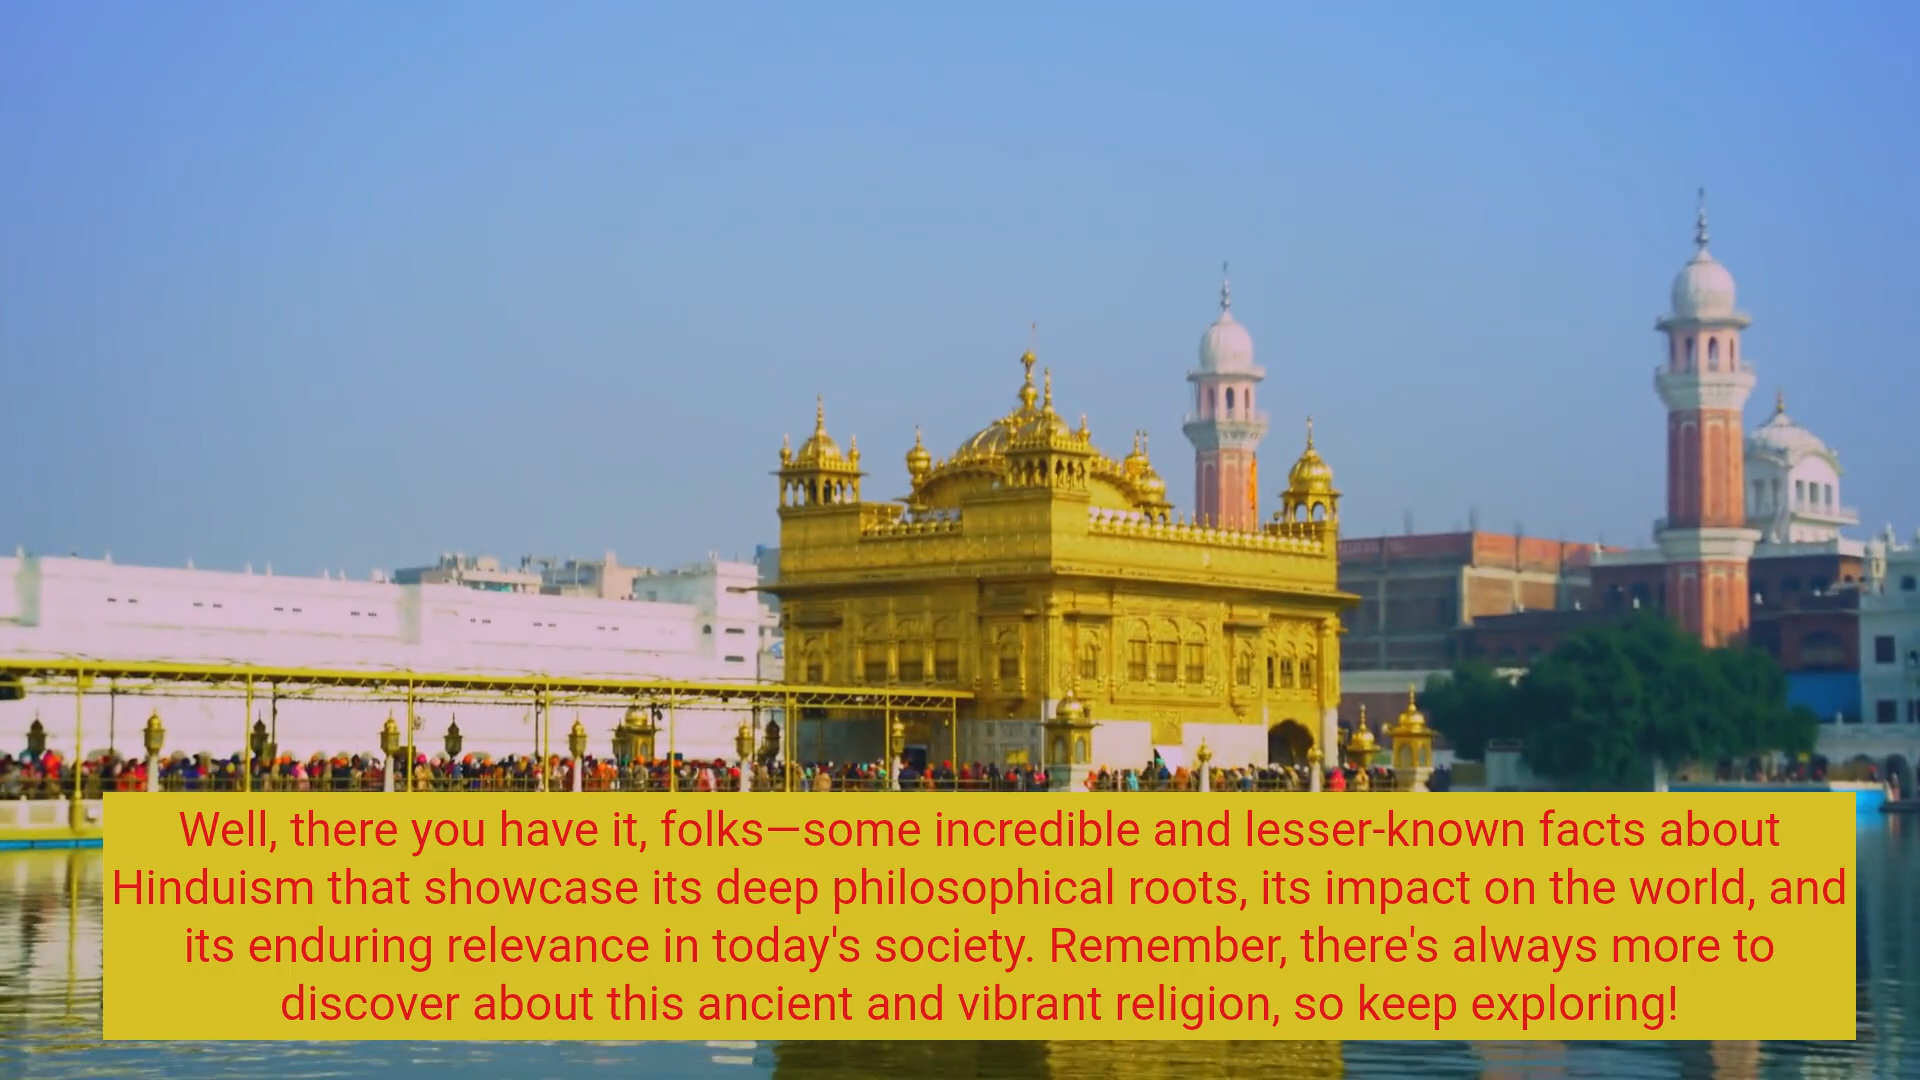 Well, there you have it, folks—some incredible and lesser-known facts about
Hinduism that showcase its deep philosophical roots, its impact on the world, and
its enduring relevance in today's society. Remember, there's always more to
discover about this ancient and vibrant religion, so keep exploring!